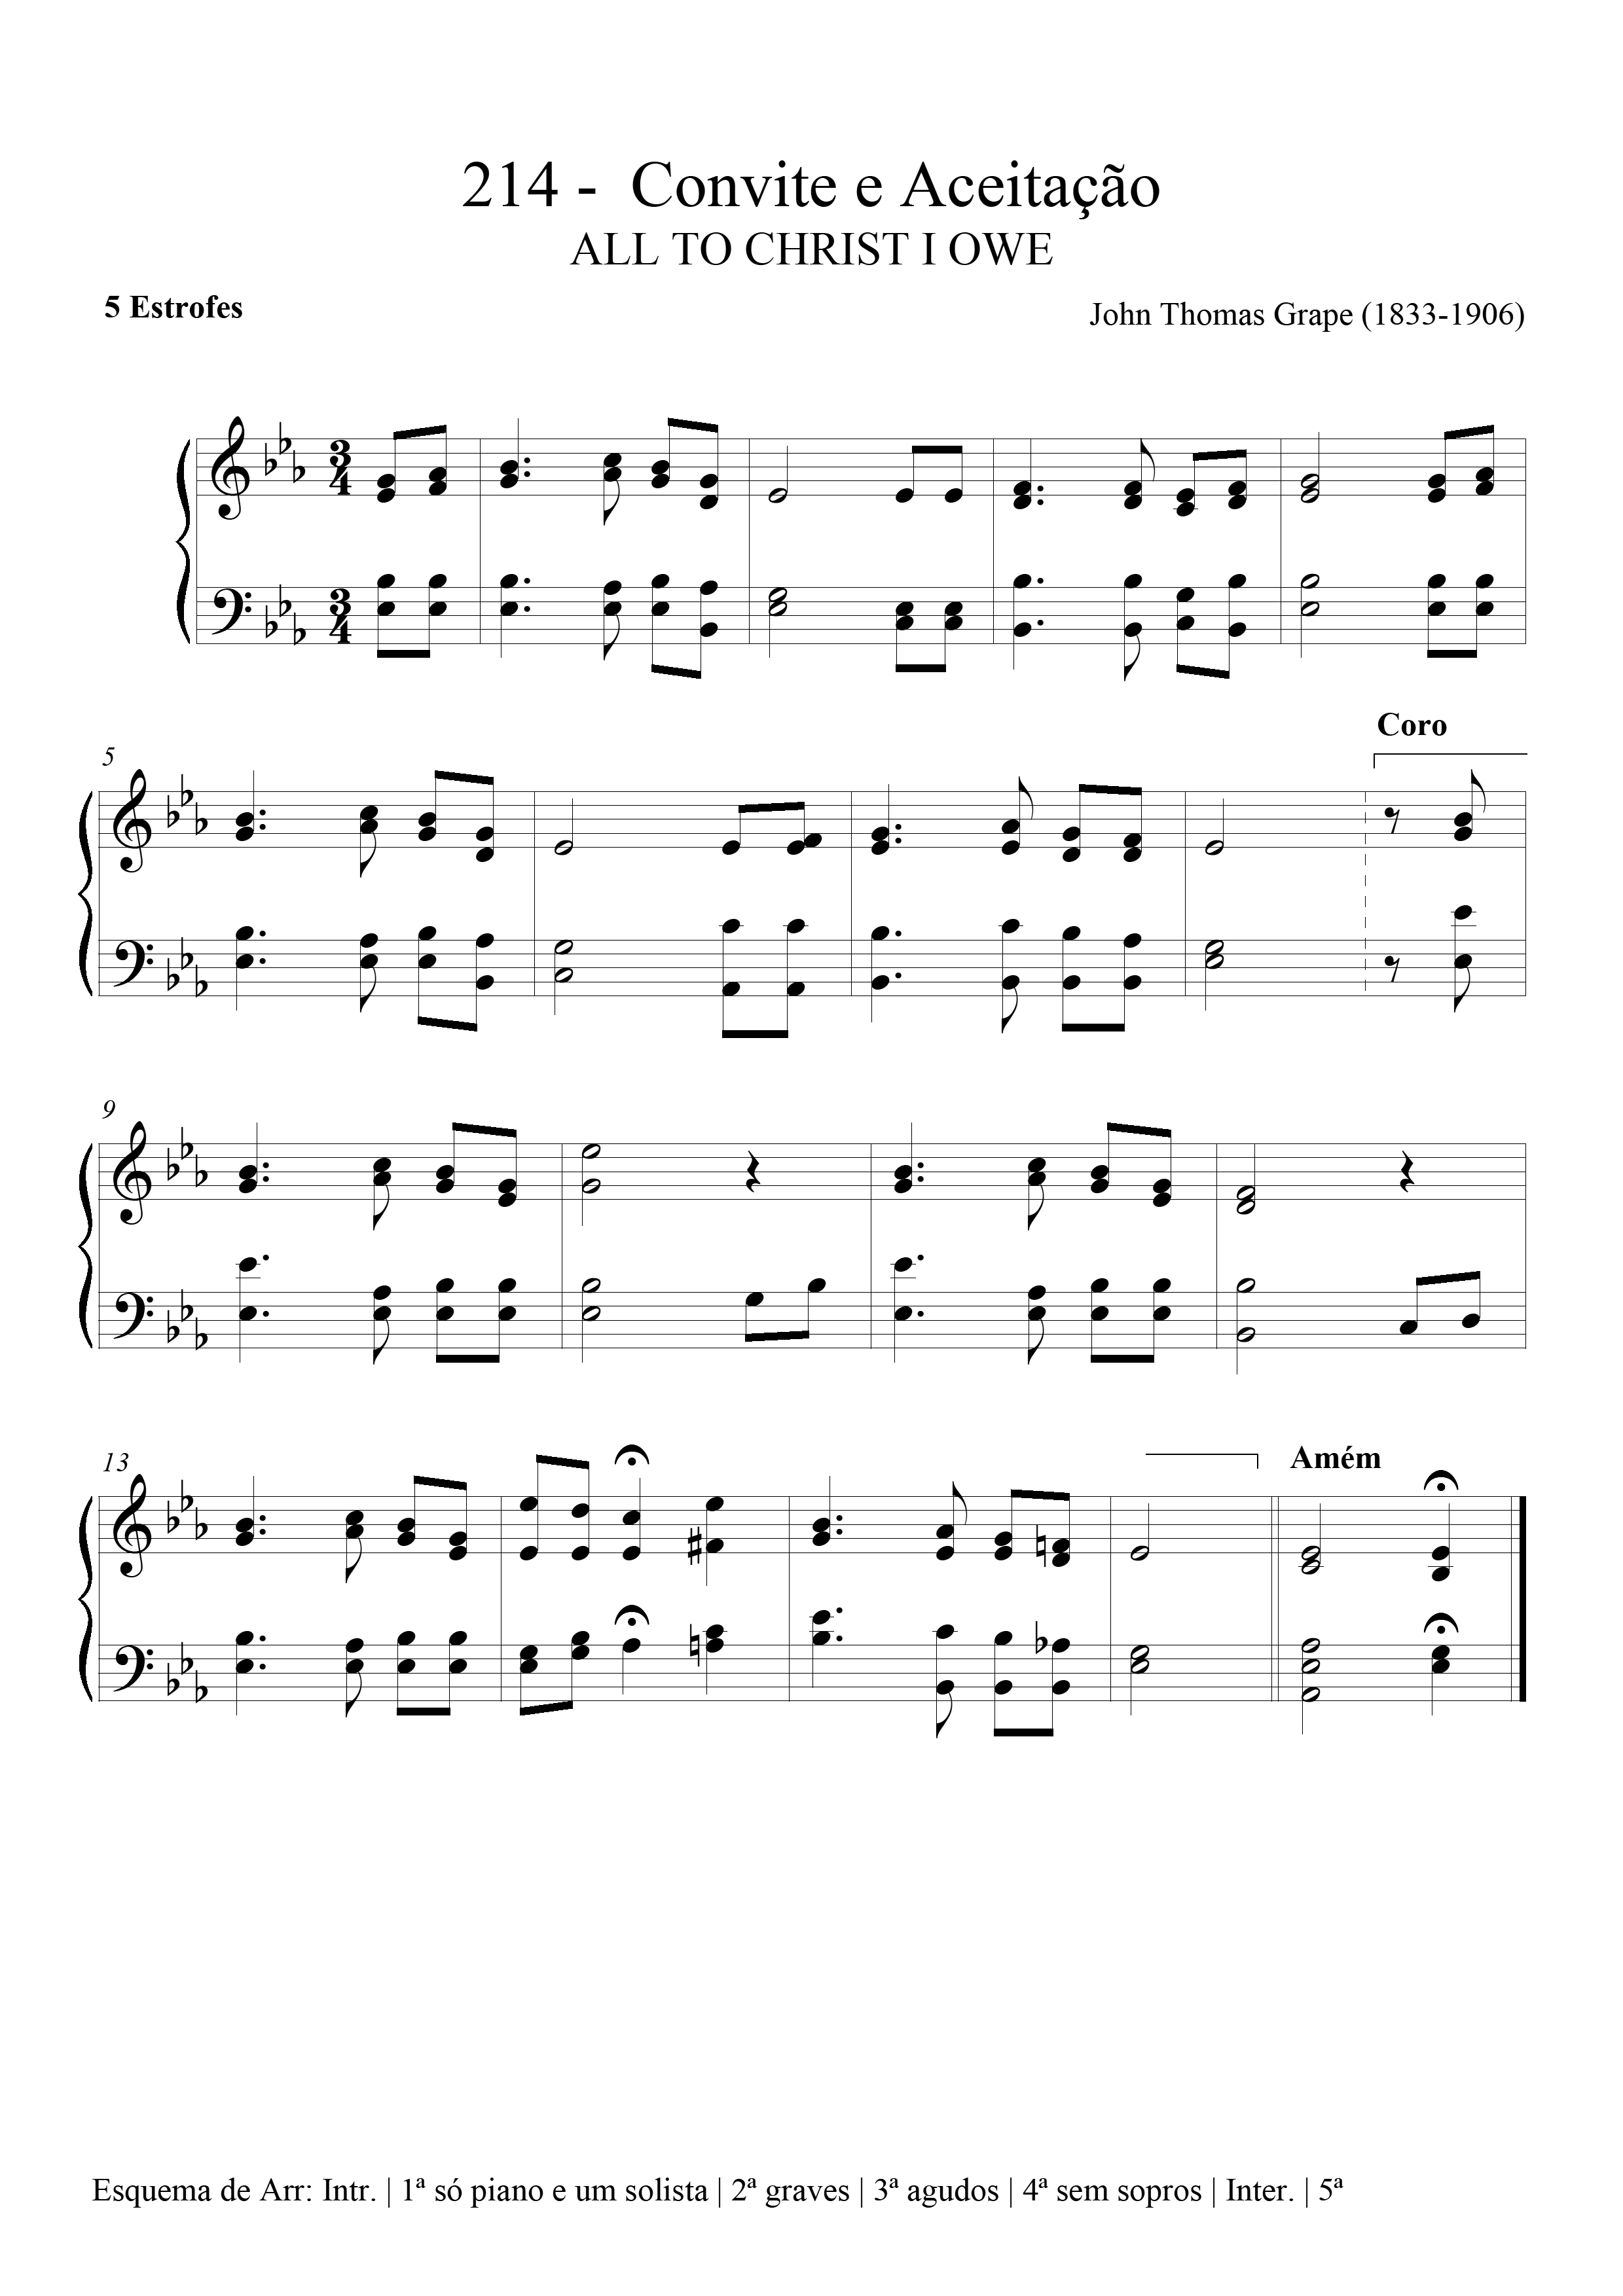 214 - Convite e Aceitação
ALL TO CHRIST I OWE
5 Estrofes
John Thomas Grape (1833-1906)
3
4
3
4
Coro
5
9
13
Amém
Esquema de Arr: Intr. | 1ª só piano e um solista | 2ª graves | 3ª agudos | 4ª sem sopros | Inter. | 5ª